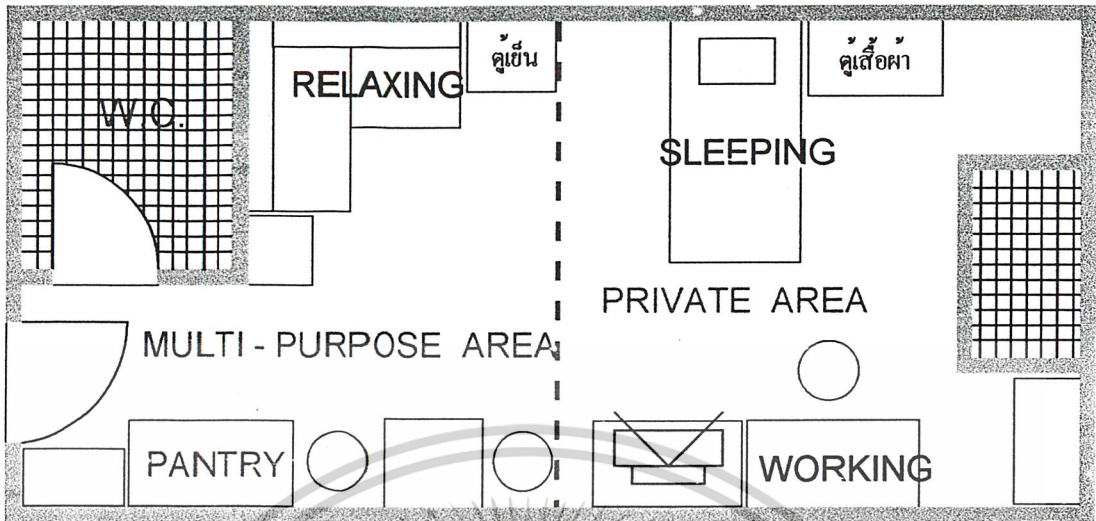 W.C.
RELAXING
ตู้เย็น
ตู้เสื้อผ้า
SLEEPING
PRIVATE AREA
MULTI - PURPOSE AREA
PANTRY
WORKING